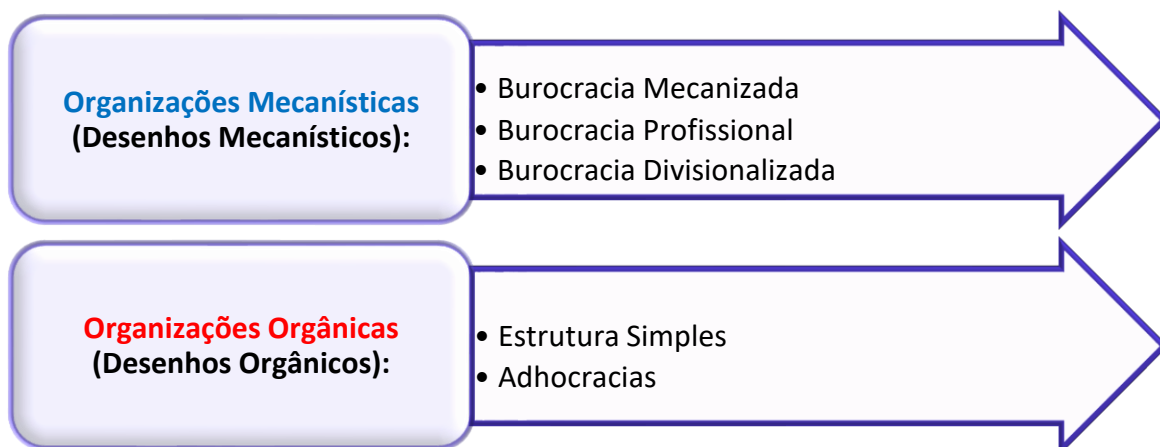 Organizações Mecanísticas
(Desenhos Mecanísticos):
• Burocracia Mecanizada
• Burocracia Profissional
• Burocracia Divisionalizada
Organizações Orgânicas
(Desenhos Orgânicos):
• Estrutura Simples
• Adhocracias